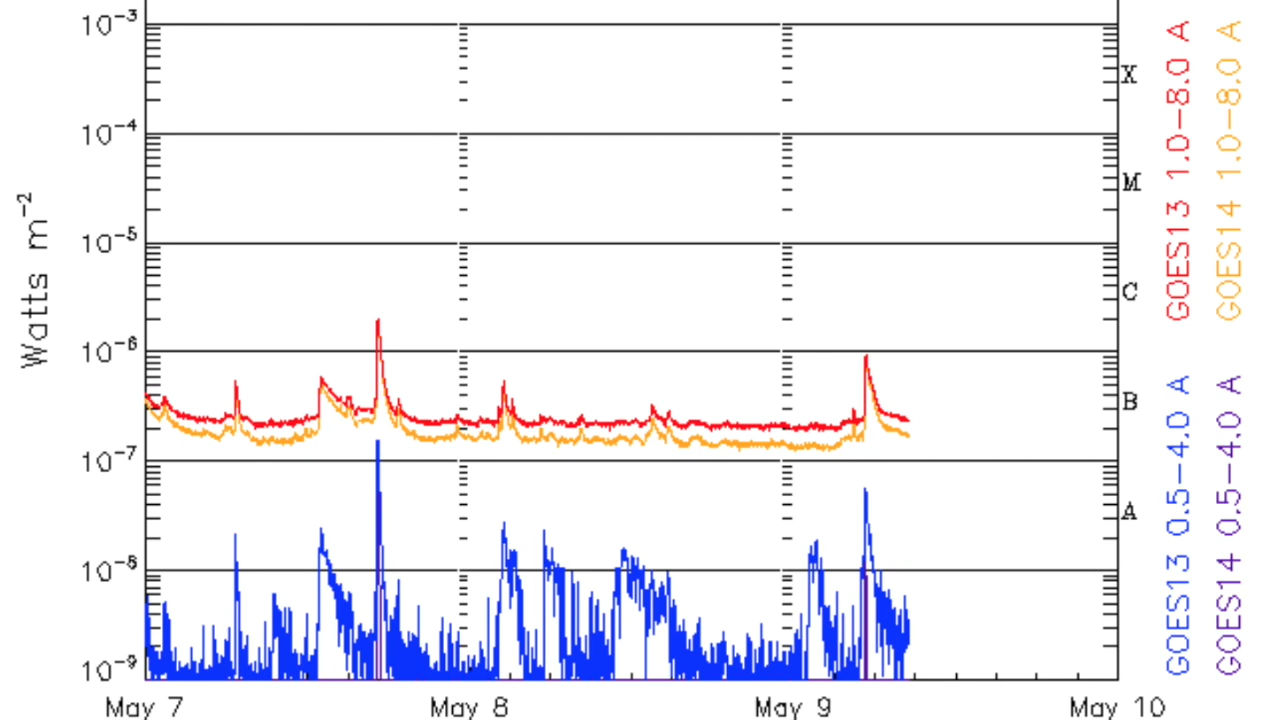 10⁻³
10⁻⁴
10⁻⁵
10⁻⁶
10⁻⁷
10⁻⁸
10⁻⁹
Watts m⁻²
X
M
C
B
A
May 7
May 8
May 9
May 10
GOES13 1.0-8.0 A
GOES14 1.0-8.0 A
GOES13 0.5-4.0 A
GOES14 0.5-4.0 A